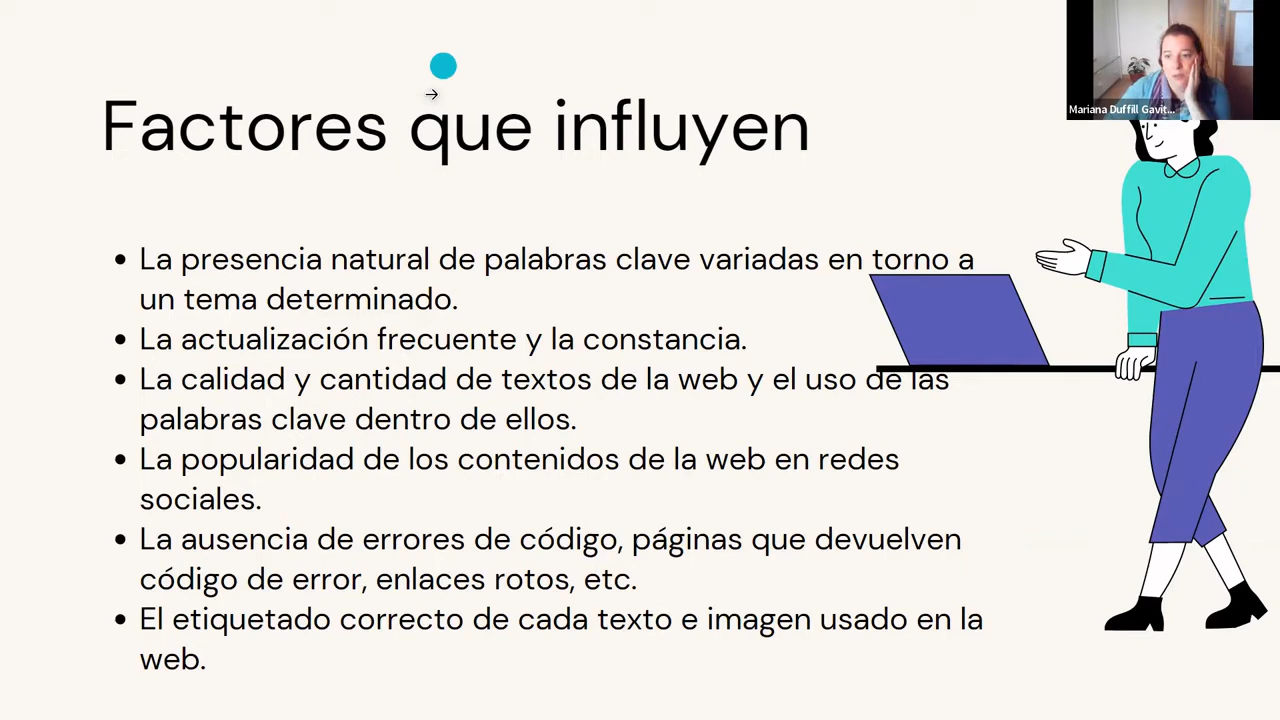 Mariana Duffill Gavit...
Factores que influyen
• La presencia natural de palabras clave variadas en torno a
un tema determinado.
• La actualización frecuente y la constancia.
• La calidad y cantidad de textos de la web y el uso de las
palabras clave dentro de ellos.
• La popularidad de los contenidos de la web en redes
sociales.
• La ausencia de errores de código, páginas que devuelven
código de error, enlaces rotos, etc.
• El etiquetado correcto de cada texto e imagen usado en la
web.